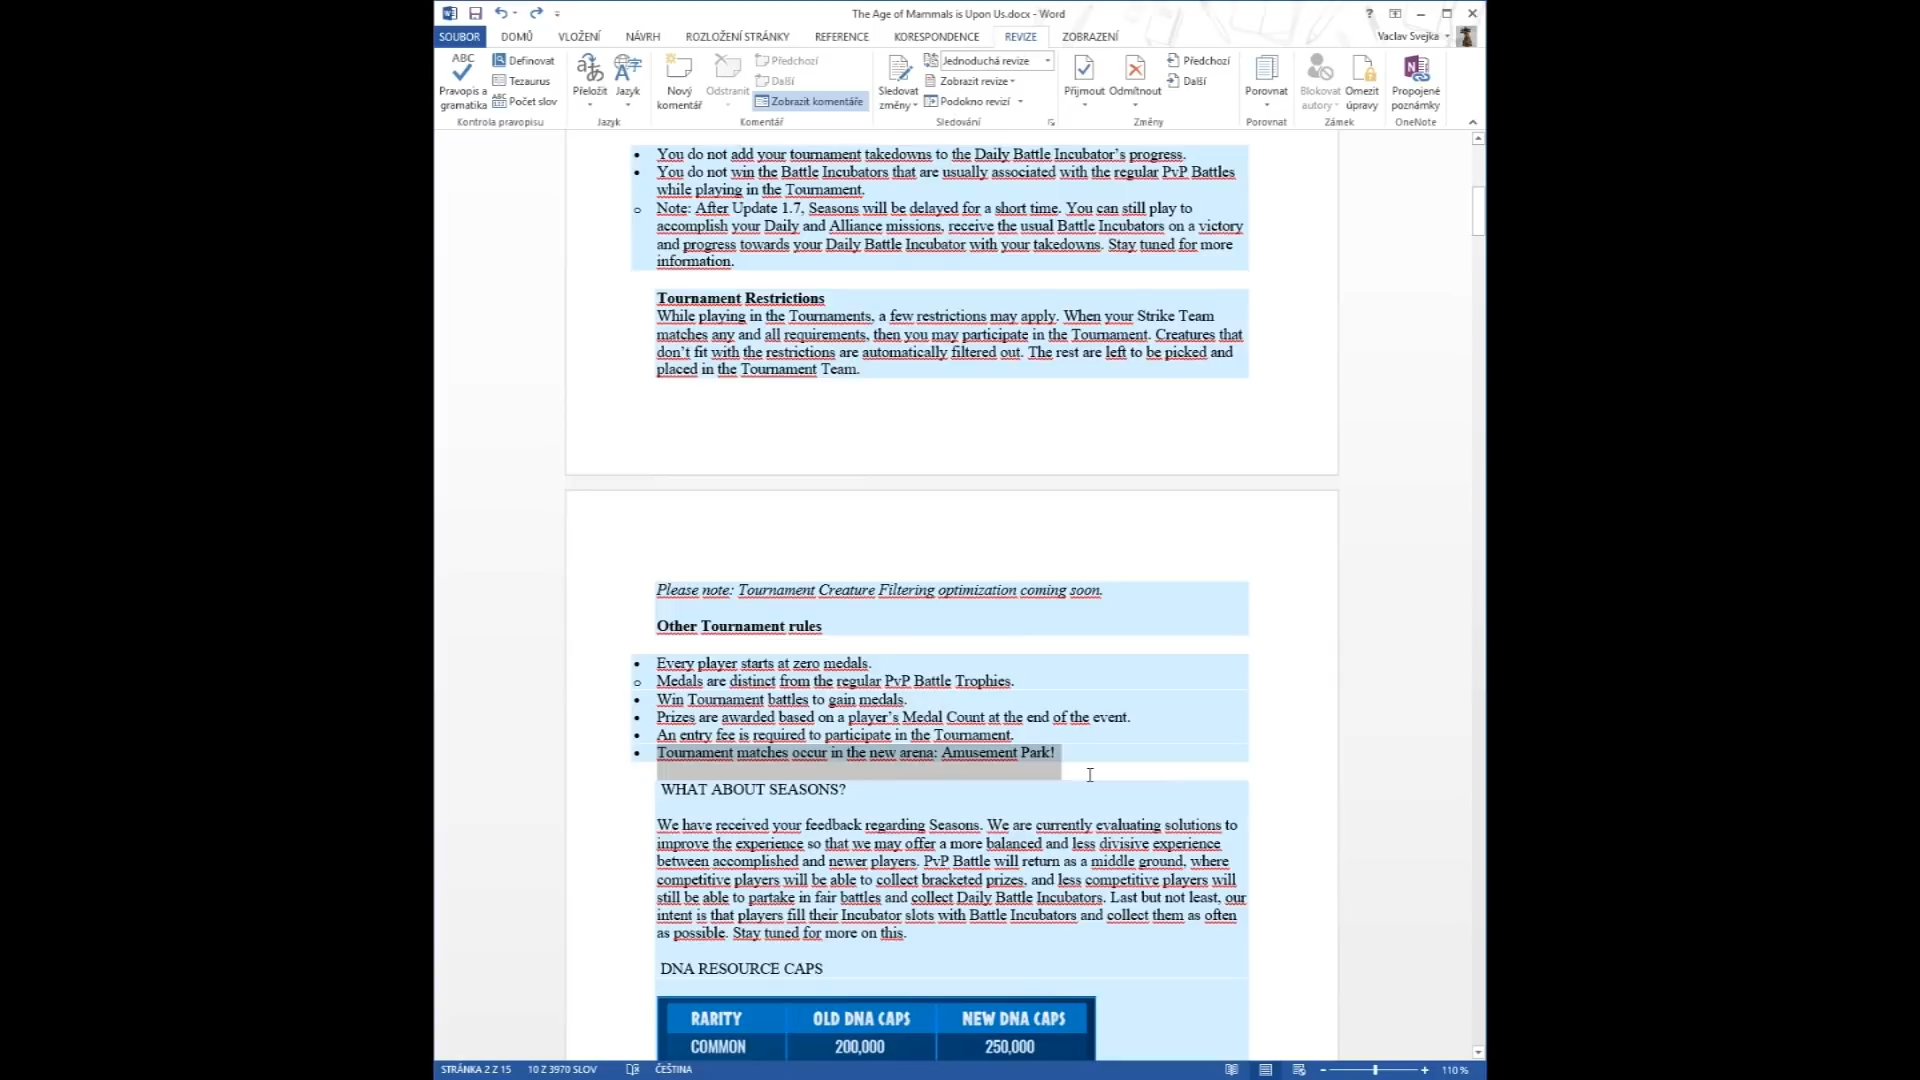 The Age of Mammals is Upon Us.docx - Word
SOUBOR DOMŮ VLOŽENÍ NÁVRH ROZLOŽENÍ STRÁNKY REFERENCE KORESPONDENCE REVIZE ZOBRAZENÍ Vaclav Svejka
ABC Pravopis a gramatika
Definovat
Tezaurus
Počet slov
Kontrola pravopisu
Přeložit Jazyk
Jazyk
Nový komentář
Odstranit
Předchozí
Další
Zobrazit komentáře
Komentář
Sledovat změny
Jednoduchá revize
Zobrazit revize
Podokno revizí
Sledování
Přijmout Odmítnout
Předchozí
Další
Změny
Porovnat
Porovnat
Blokovat autory
Omezit úpravy
Zámek
Propojené poznámky
OneNote
• You do not add your tournament takedowns to the Daily Battle Incubator’s progress.
• You do not win the Battle Incubators that are usually associated with the regular PvP Battles
while playing in the Tournament.
o Note: After Update 1.7, Seasons will be delayed for a short time. You can still play to
accomplish your Daily and Alliance missions, receive the usual Battle Incubators on a victory
and progress towards your Daily Battle Incubator with your takedowns. Stay tuned for more
information.
Tournament Restrictions
While playing in the Tournaments, a few restrictions may apply. When your Strike Team
matches any and all requirements, then you may participate in the Tournament. Creatures that
don’t fit with the restrictions are automatically filtered out. The rest are left to be picked and
placed in the Tournament Team.
Please note: Tournament Creature Filtering optimization coming soon.
Other Tournament rules
• Every player starts at zero medals.
o Medals are distinct from the regular PvP Battle Trophies.
• Win Tournament battles to gain medals.
• Prizes are awarded based on a player’s Medal Count at the end of the event.
• An entry fee is required to participate in the Tournament.
• Tournament matches occur in the new arena: Amusement Park!
WHAT ABOUT SEASONS?
We have received your feedback regarding Seasons. We are currently evaluating solutions to
improve the experience so that we may offer a more balanced and less divisive experience
between accomplished and newer players. PvP Battle will return as a middle ground, where
competitive players will be able to collect bracketed prizes, and less competitive players will
still be able to partake in fair battles and collect Daily Battle Incubators. Last but not least, our
intent is that players fill their Incubator slots with Battle Incubators and collect them as often
as possible. Stay tuned for more on this.
DNA RESOURCE CAPS
RARITY OLD DNA CAPS NEW DNA CAPS
COMMON 200,000 250,000
STRÁNKA 2 Z 15 10 Z 3970 SLOV ČEŠTINA 110 %